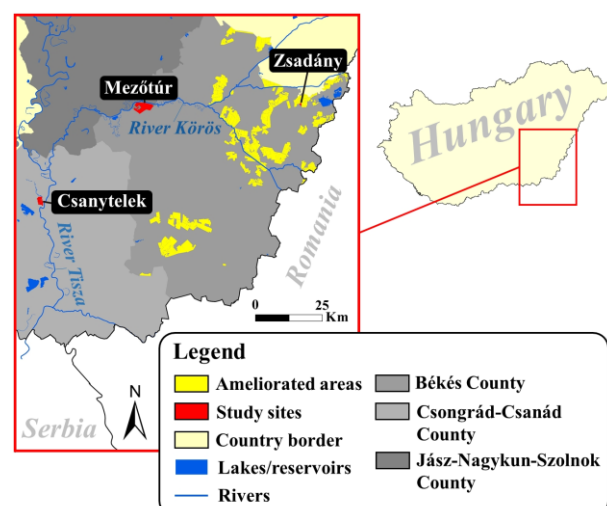 Zsadány
Mezőtúr
River Körös
Hungary
Csanytelek
River Tisza
Romania
0 25
Km
Serbia
N
Legend
Ameliorated areas
Study sites
Country border
Lakes/reservoirs
Rivers
Békés County
Csongrád-Csanád
County
Jász-Nagykun-Szolnok
County